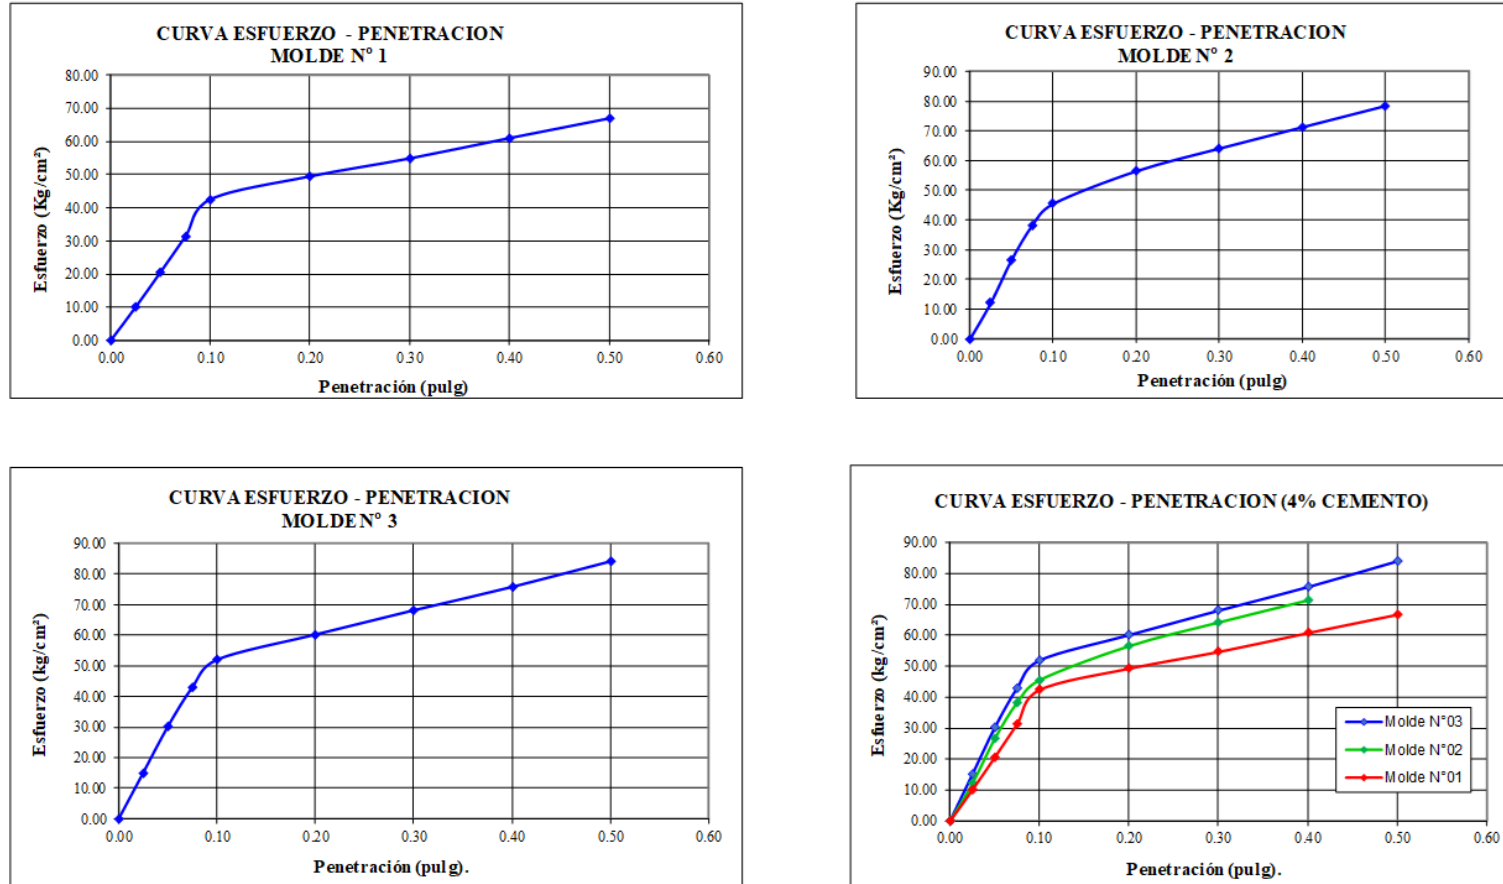 CURVA ESFUERZO - PENETRACION
MOLDE N° 1
80.00
70.00
60.00
50.00
40.00
30.00
20.00
10.00
0.00
Esfuerzo (Kg/cm²)
0.00 0.10 0.20 0.30 0.40 0.50 0.60
Penetración (pulg)
CURVA ESFUERZO - PENETRACION
MOLDE N° 2
90.00
80.00
70.00
60.00
50.00
40.00
30.00
20.00
10.00
0.00
Esfuerzo (Kg/cm²)
0.00 0.10 0.20 0.30 0.40 0.50 0.60
Penetración (pulg)
CURVA ESFUERZO - PENETRACION
MOLDE N° 3
90.00
80.00
70.00
60.00
50.00
40.00
30.00
20.00
10.00
0.00
Esfuerzo (kg/cm²)
0.00 0.10 0.20 0.30 0.40 0.50 0.60
Penetración (pulg).
CURVA ESFUERZO - PENETRACION (4% CEMENTO)
90.00
80.00
70.00
60.00
50.00
40.00
30.00
20.00
10.00
0.00
Esfuerzo (kg/cm²)
Molde N°03
Molde N°02
Molde N°01
0.00 0.10 0.20 0.30 0.40 0.50 0.60
Penetración (pulg).